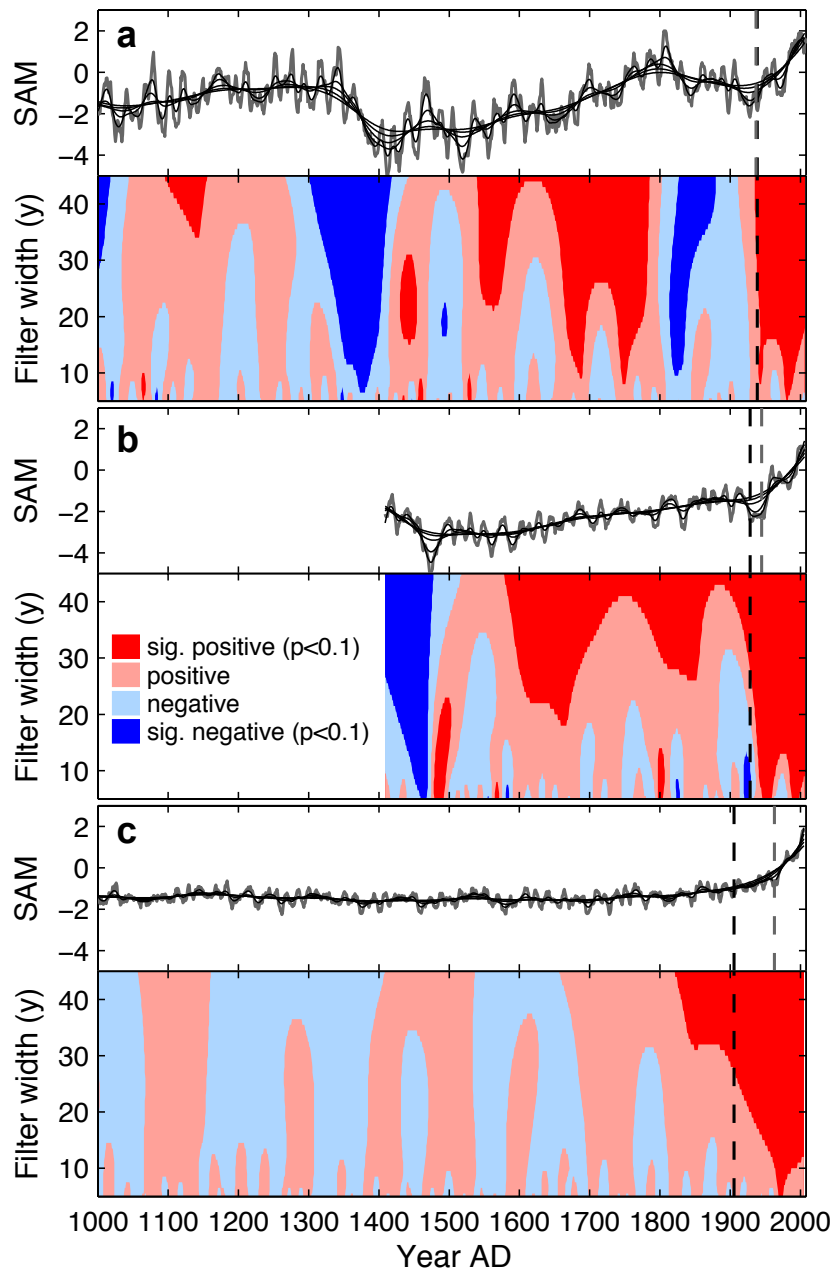 a
SAM
2
0
−2
−4
Filter width (y)
40
30
20
10
b
SAM
2
0
−2
−4
Filter width (y)
40
30
20
10
sig. positive (p<0.1)
positive
negative
sig. negative (p<0.1)
c
SAM
2
0
−2
−4
Filter width (y)
40
30
20
10
1000 1100 1200 1300 1400 1500 1600 1700 1800 1900 2000
Year AD